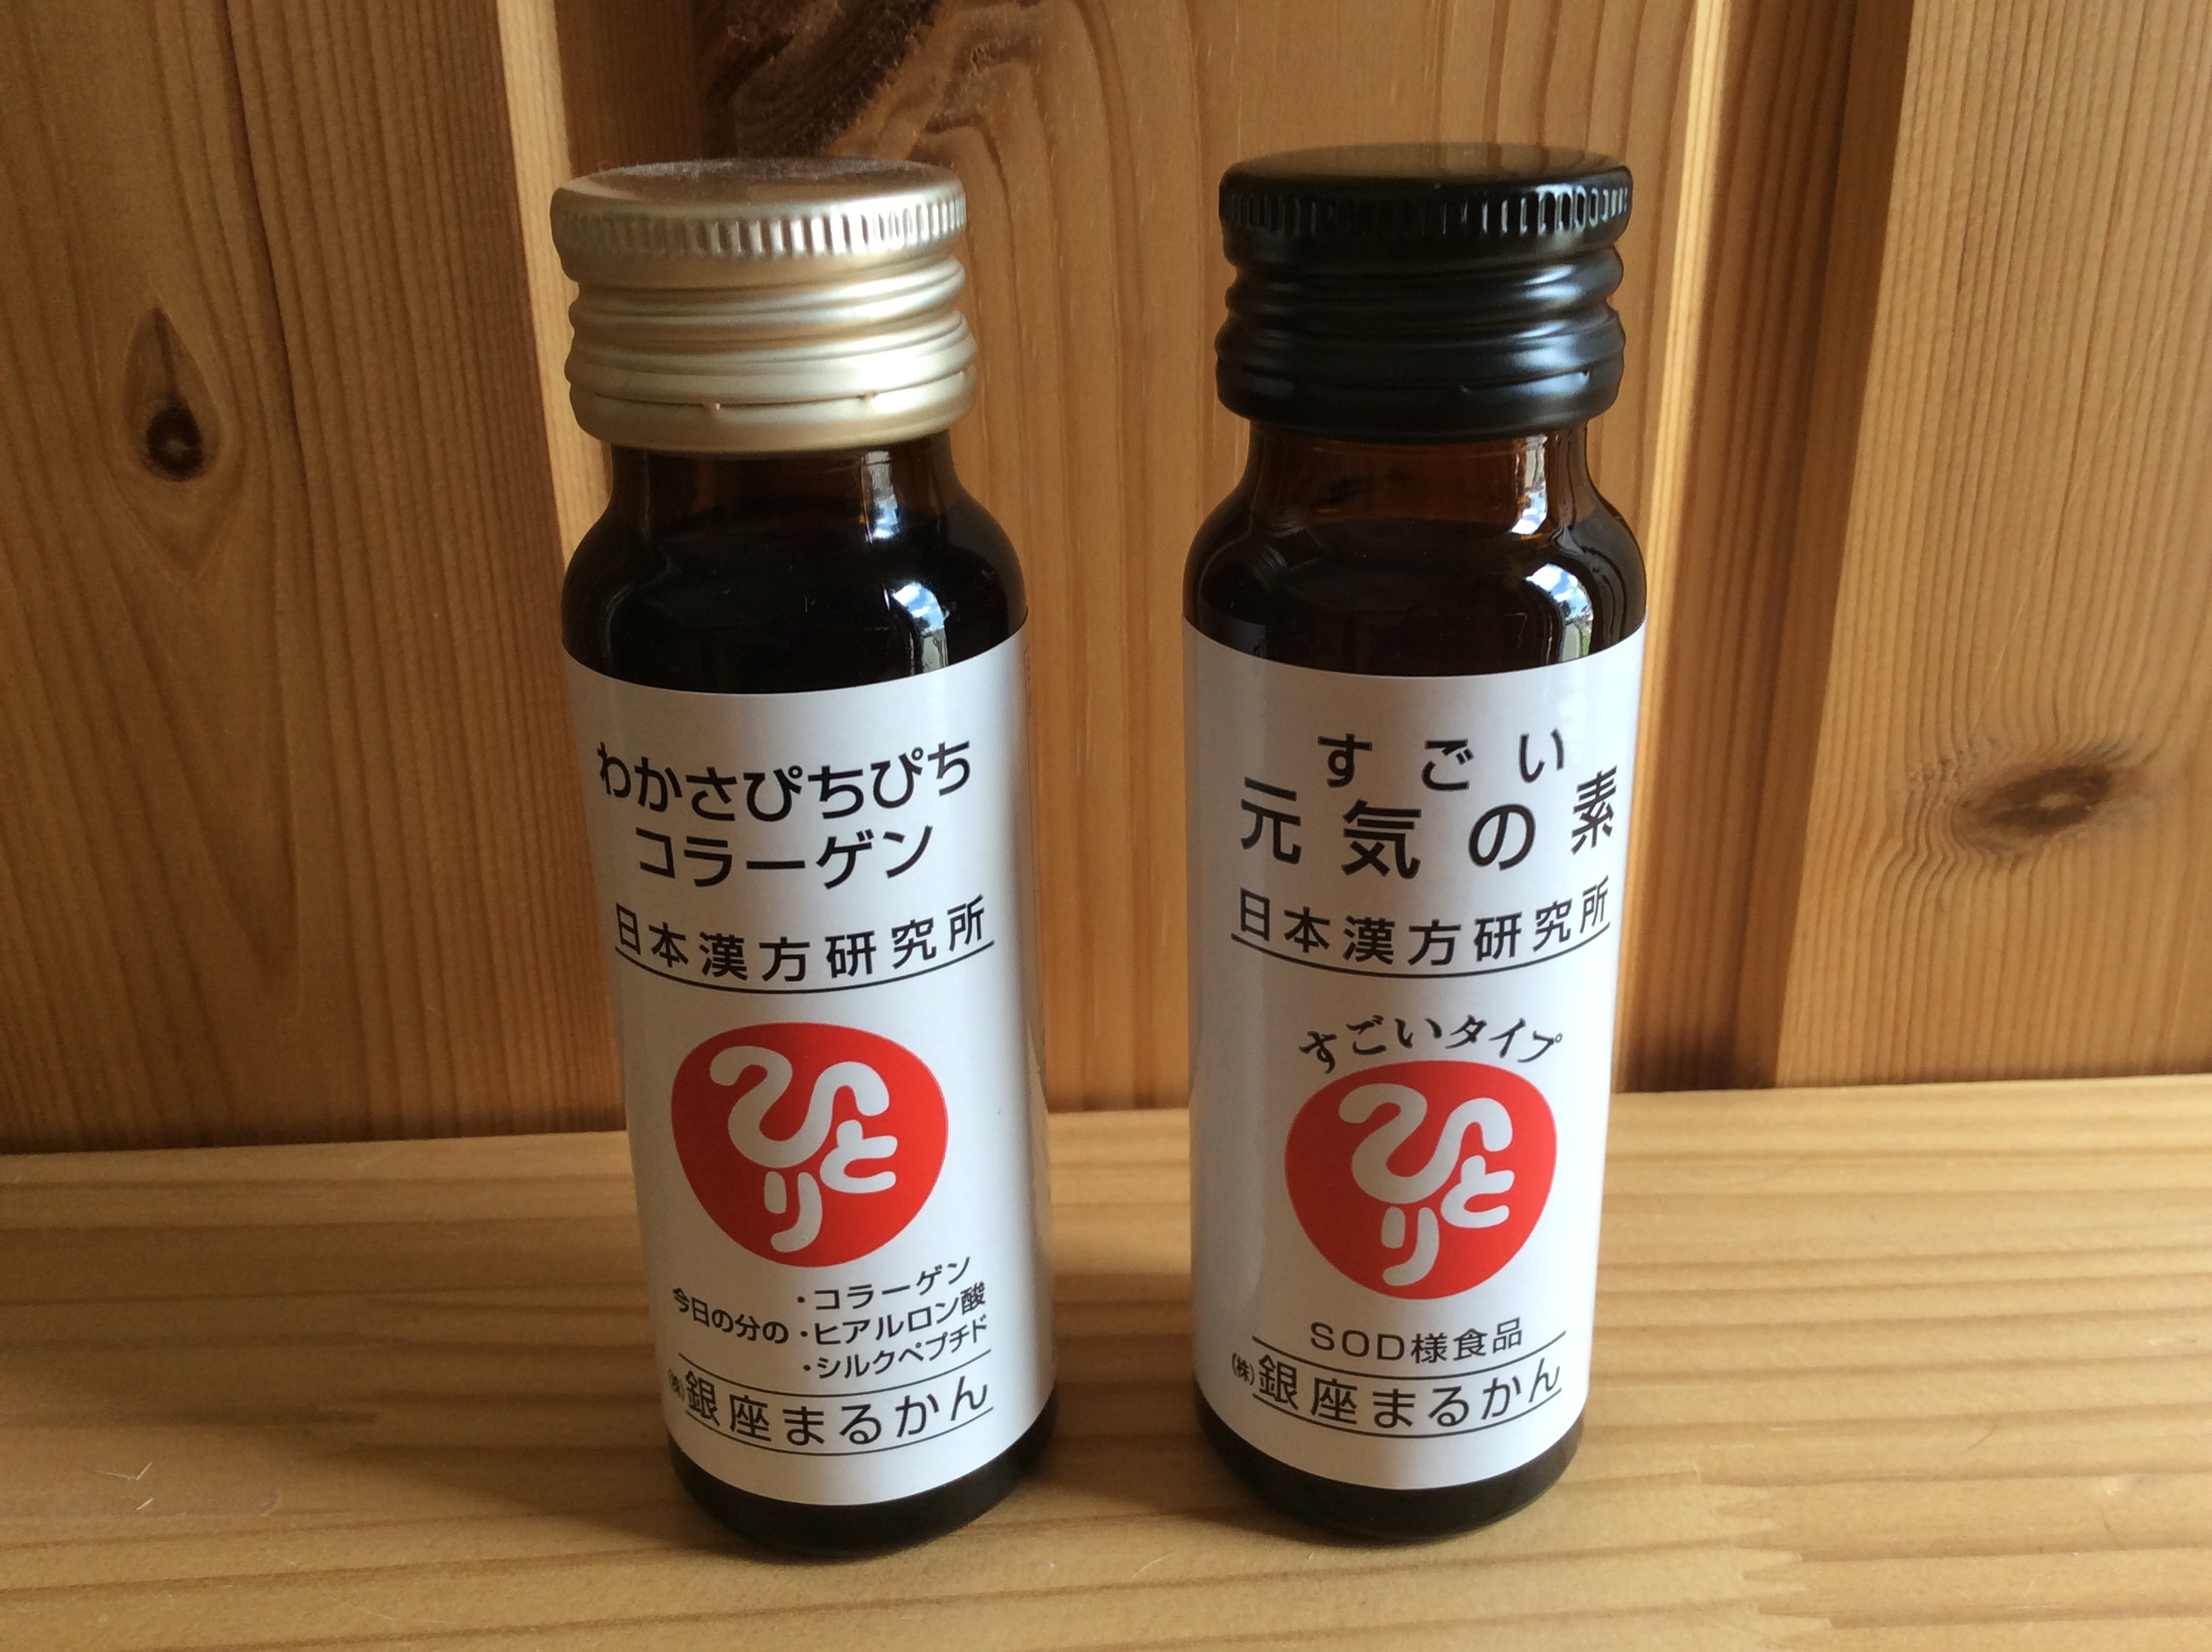 わかさぴちぴち
コラーゲン
日本漢方研究所
ひとり
今日の分の
・コラーゲン
・ヒアルロン酸
・シルクペプチド
㈱銀座まるかん
すごい
元気の素
日本漢方研究所
すごいタイプ
ひとり
SOD様食品
㈱銀座まるかん